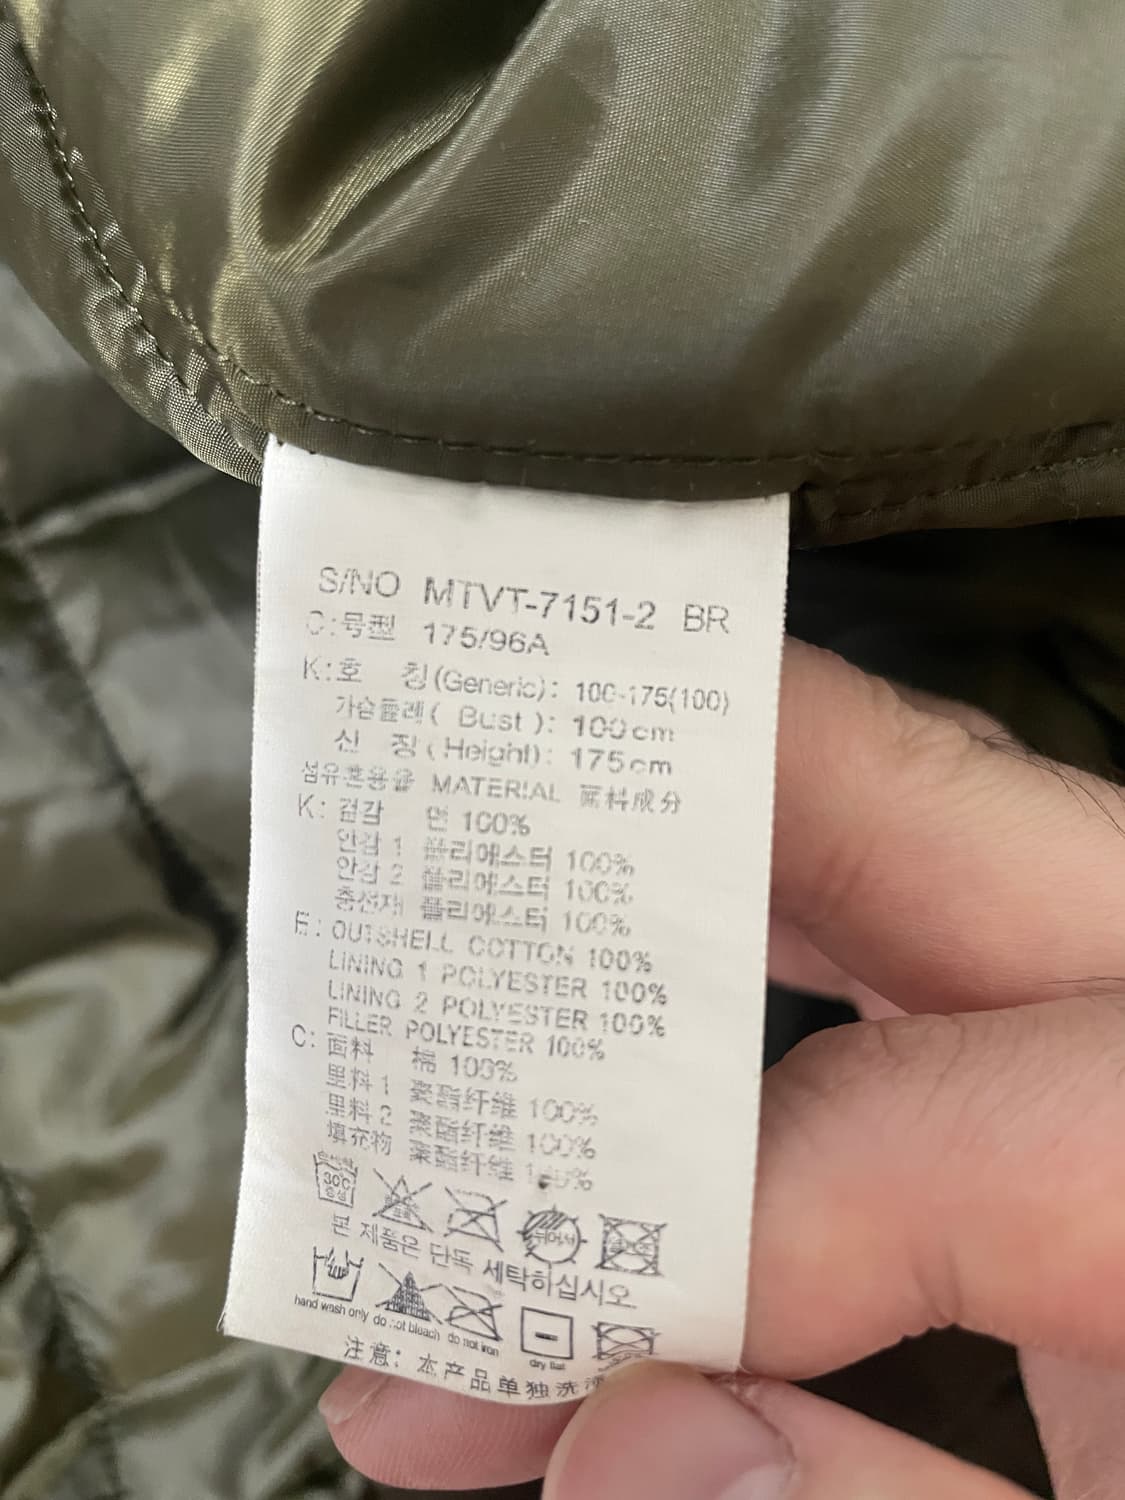 S/NO MTVT-7151-2 BR
C:号型 175/96A
K:호 칭(Generic): 100-175(100)
가슴둘레( Bust ): 100cm
신 장(Height): 175cm
섬유혼용율 MATERIAL 面料成分
K: 겉감 면 100%
안감 1 폴리에스터 100%
안감 2 폴리에스터 100%
충전재 폴리에스터 100%
E: OUTSHELL COTTON 100%
LINING 1 POLYESTER 100%
LINING 2 POLYESTER 100%
FILLER POLYESTER 100%
C: 面料 棉 100%
里料 1 聚酯纤维 100%
里料 2 聚酯纤维 100%
填充物 聚酯纤维 100%
30℃ 뉘어서
본 제품은 단독 세탁하십시오
hand wash only do not bleach do not iron dry flat
注意: 本产品单独洗